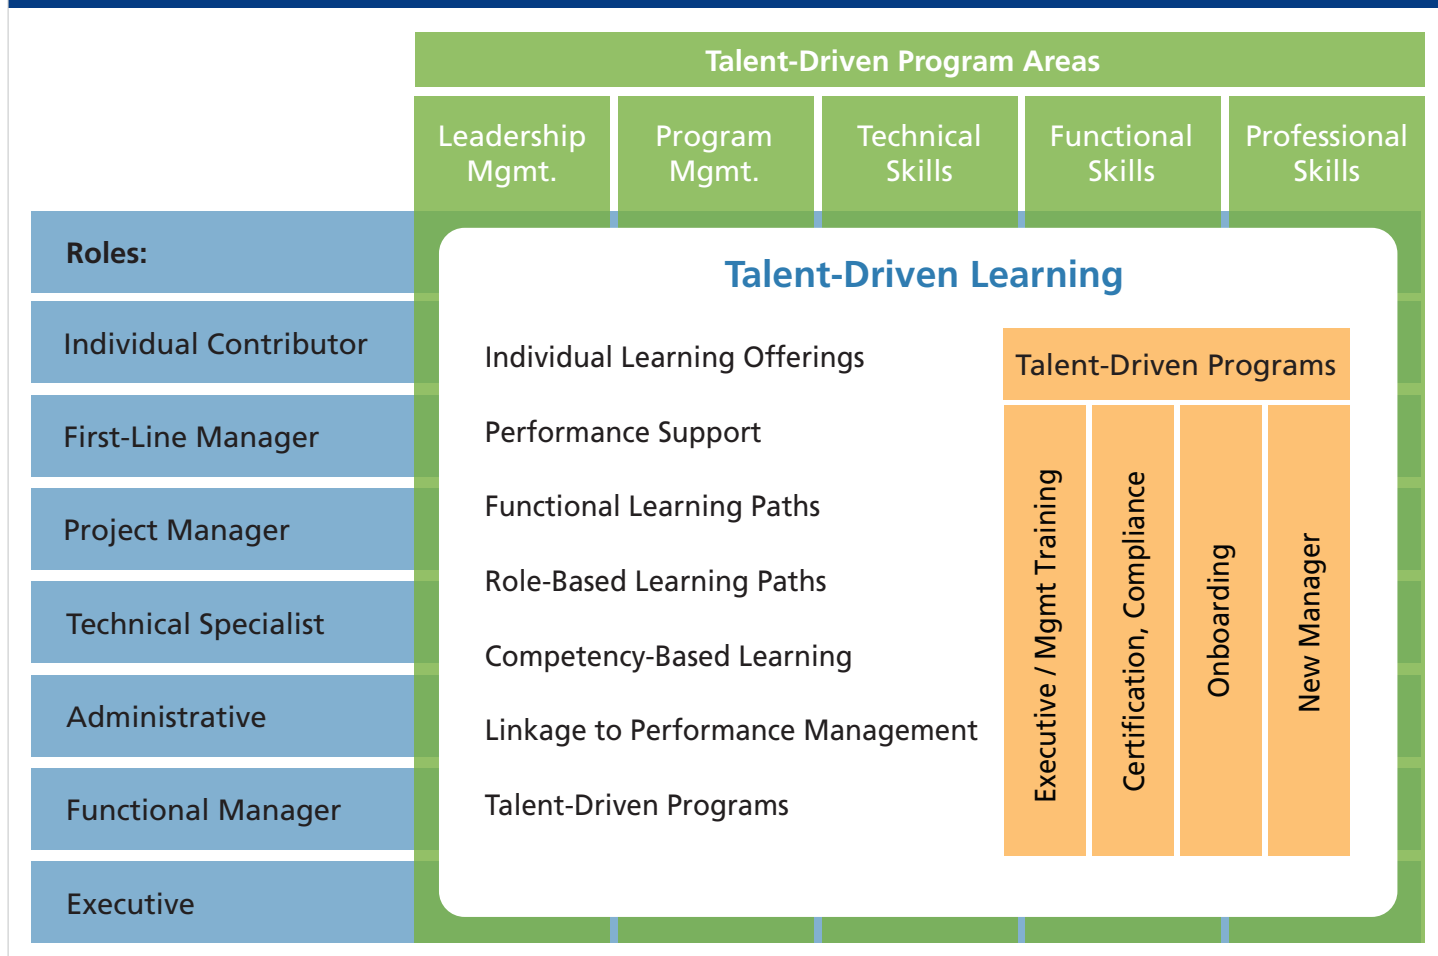 Talent-Driven Program Areas
Leadership
Mgmt.
Program
Mgmt.
Technical
Skills
Functional
Skills
Professional
Skills
Roles:
Individual Contributor
First-Line Manager
Project Manager
Technical Specialist
Administrative
Functional Manager
Executive
Talent-Driven Learning
Individual Learning Offerings
Performance Support
Functional Learning Paths
Role-Based Learning Paths
Competency-Based Learning
Linkage to Performance Management
Talent-Driven Programs
Talent-Driven Programs
Executive / Mgmt Training
Certification, Compliance
Onboarding
New Manager